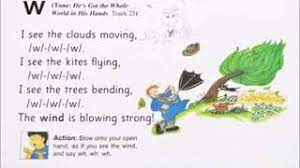 W
(Tune: He's Got the Whole
World in His Hands Track 23)
I see the clouds moving,
/w/-/w/-/w/.
I see the kites flying,
/w/-/w/-/w/.
I see the trees bending,
/w/-/w/-/w/.
The wind is blowing strong!
Action: Blow onto your open
hand, as if you are the wind,
and say wh, wh, wh.